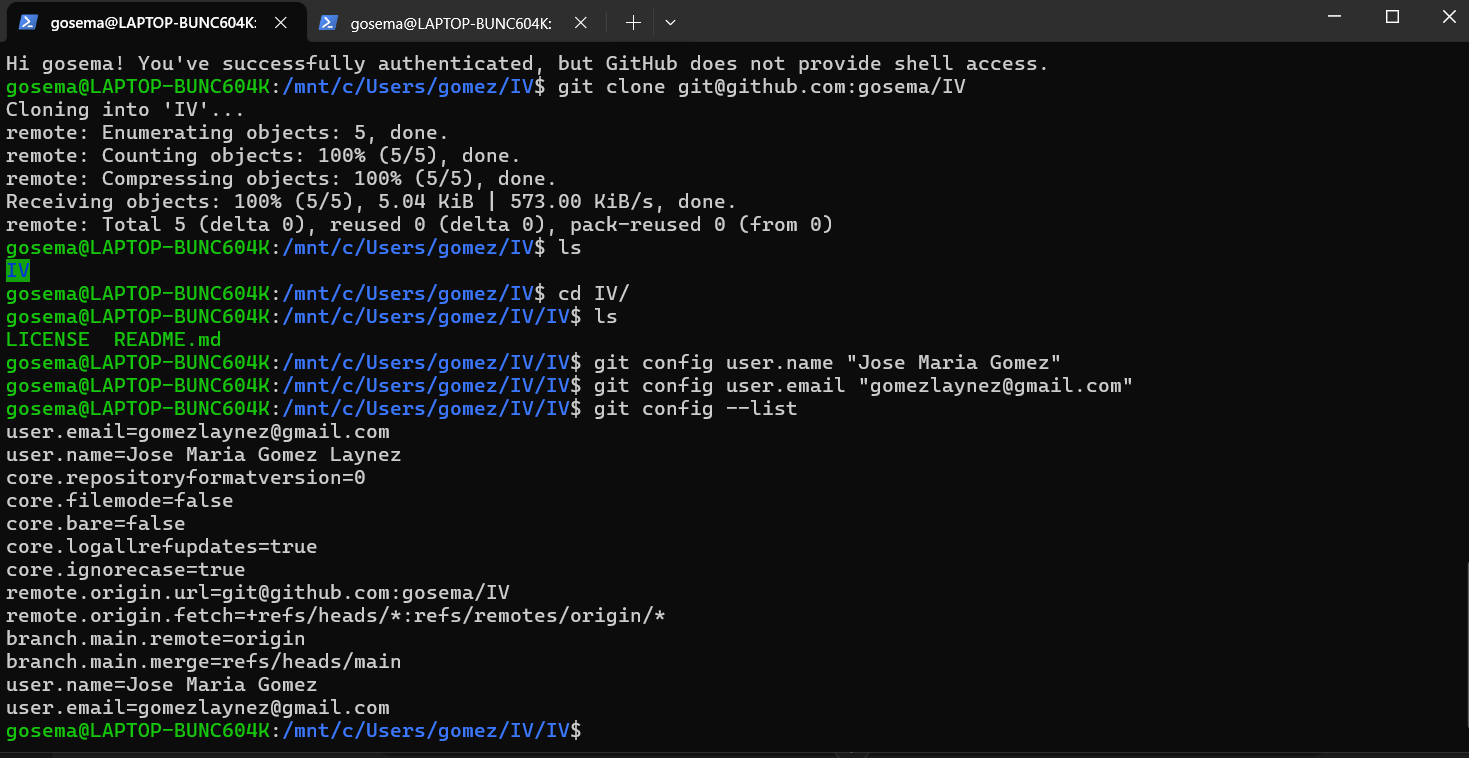 gosema@LAPTOP-BUNC604K: gosema@LAPTOP-BUNC604K:
Hi gosema! You've successfully authenticated, but GitHub does not provide shell access.
gosema@LAPTOP-BUNC604K:/mnt/c/Users/gomez/IV$ git clone git@github.com:gosema/IV
Cloning into 'IV'...
remote: Enumerating objects: 5, done.
remote: Counting objects: 100% (5/5), done.
remote: Compressing objects: 100% (5/5), done.
Receiving objects: 100% (5/5), 5.04 KiB | 573.00 KiB/s, done.
remote: Total 5 (delta 0), reused 0 (delta 0), pack-reused 0 (from 0)
gosema@LAPTOP-BUNC604K:/mnt/c/Users/gomez/IV$ ls
IV
gosema@LAPTOP-BUNC604K:/mnt/c/Users/gomez/IV$ cd IV/
gosema@LAPTOP-BUNC604K:/mnt/c/Users/gomez/IV/IV$ ls
LICENSE  README.md
gosema@LAPTOP-BUNC604K:/mnt/c/Users/gomez/IV/IV$ git config user.name "Jose Maria Gomez"
gosema@LAPTOP-BUNC604K:/mnt/c/Users/gomez/IV/IV$ git config user.email "gomezlaynez@gmail.com"
gosema@LAPTOP-BUNC604K:/mnt/c/Users/gomez/IV/IV$ git config --list
user.email=gomezlaynez@gmail.com
user.name=Jose Maria Gomez Laynez
core.repositoryformatversion=0
core.filemode=false
core.bare=false
core.logallrefupdates=true
core.ignorecase=true
remote.origin.url=git@github.com:gosema/IV
remote.origin.fetch=+refs/heads/*:refs/remotes/origin/*
branch.main.remote=origin
branch.main.merge=refs/heads/main
user.name=Jose Maria Gomez
user.email=gomezlaynez@gmail.com
gosema@LAPTOP-BUNC604K:/mnt/c/Users/gomez/IV/IV$